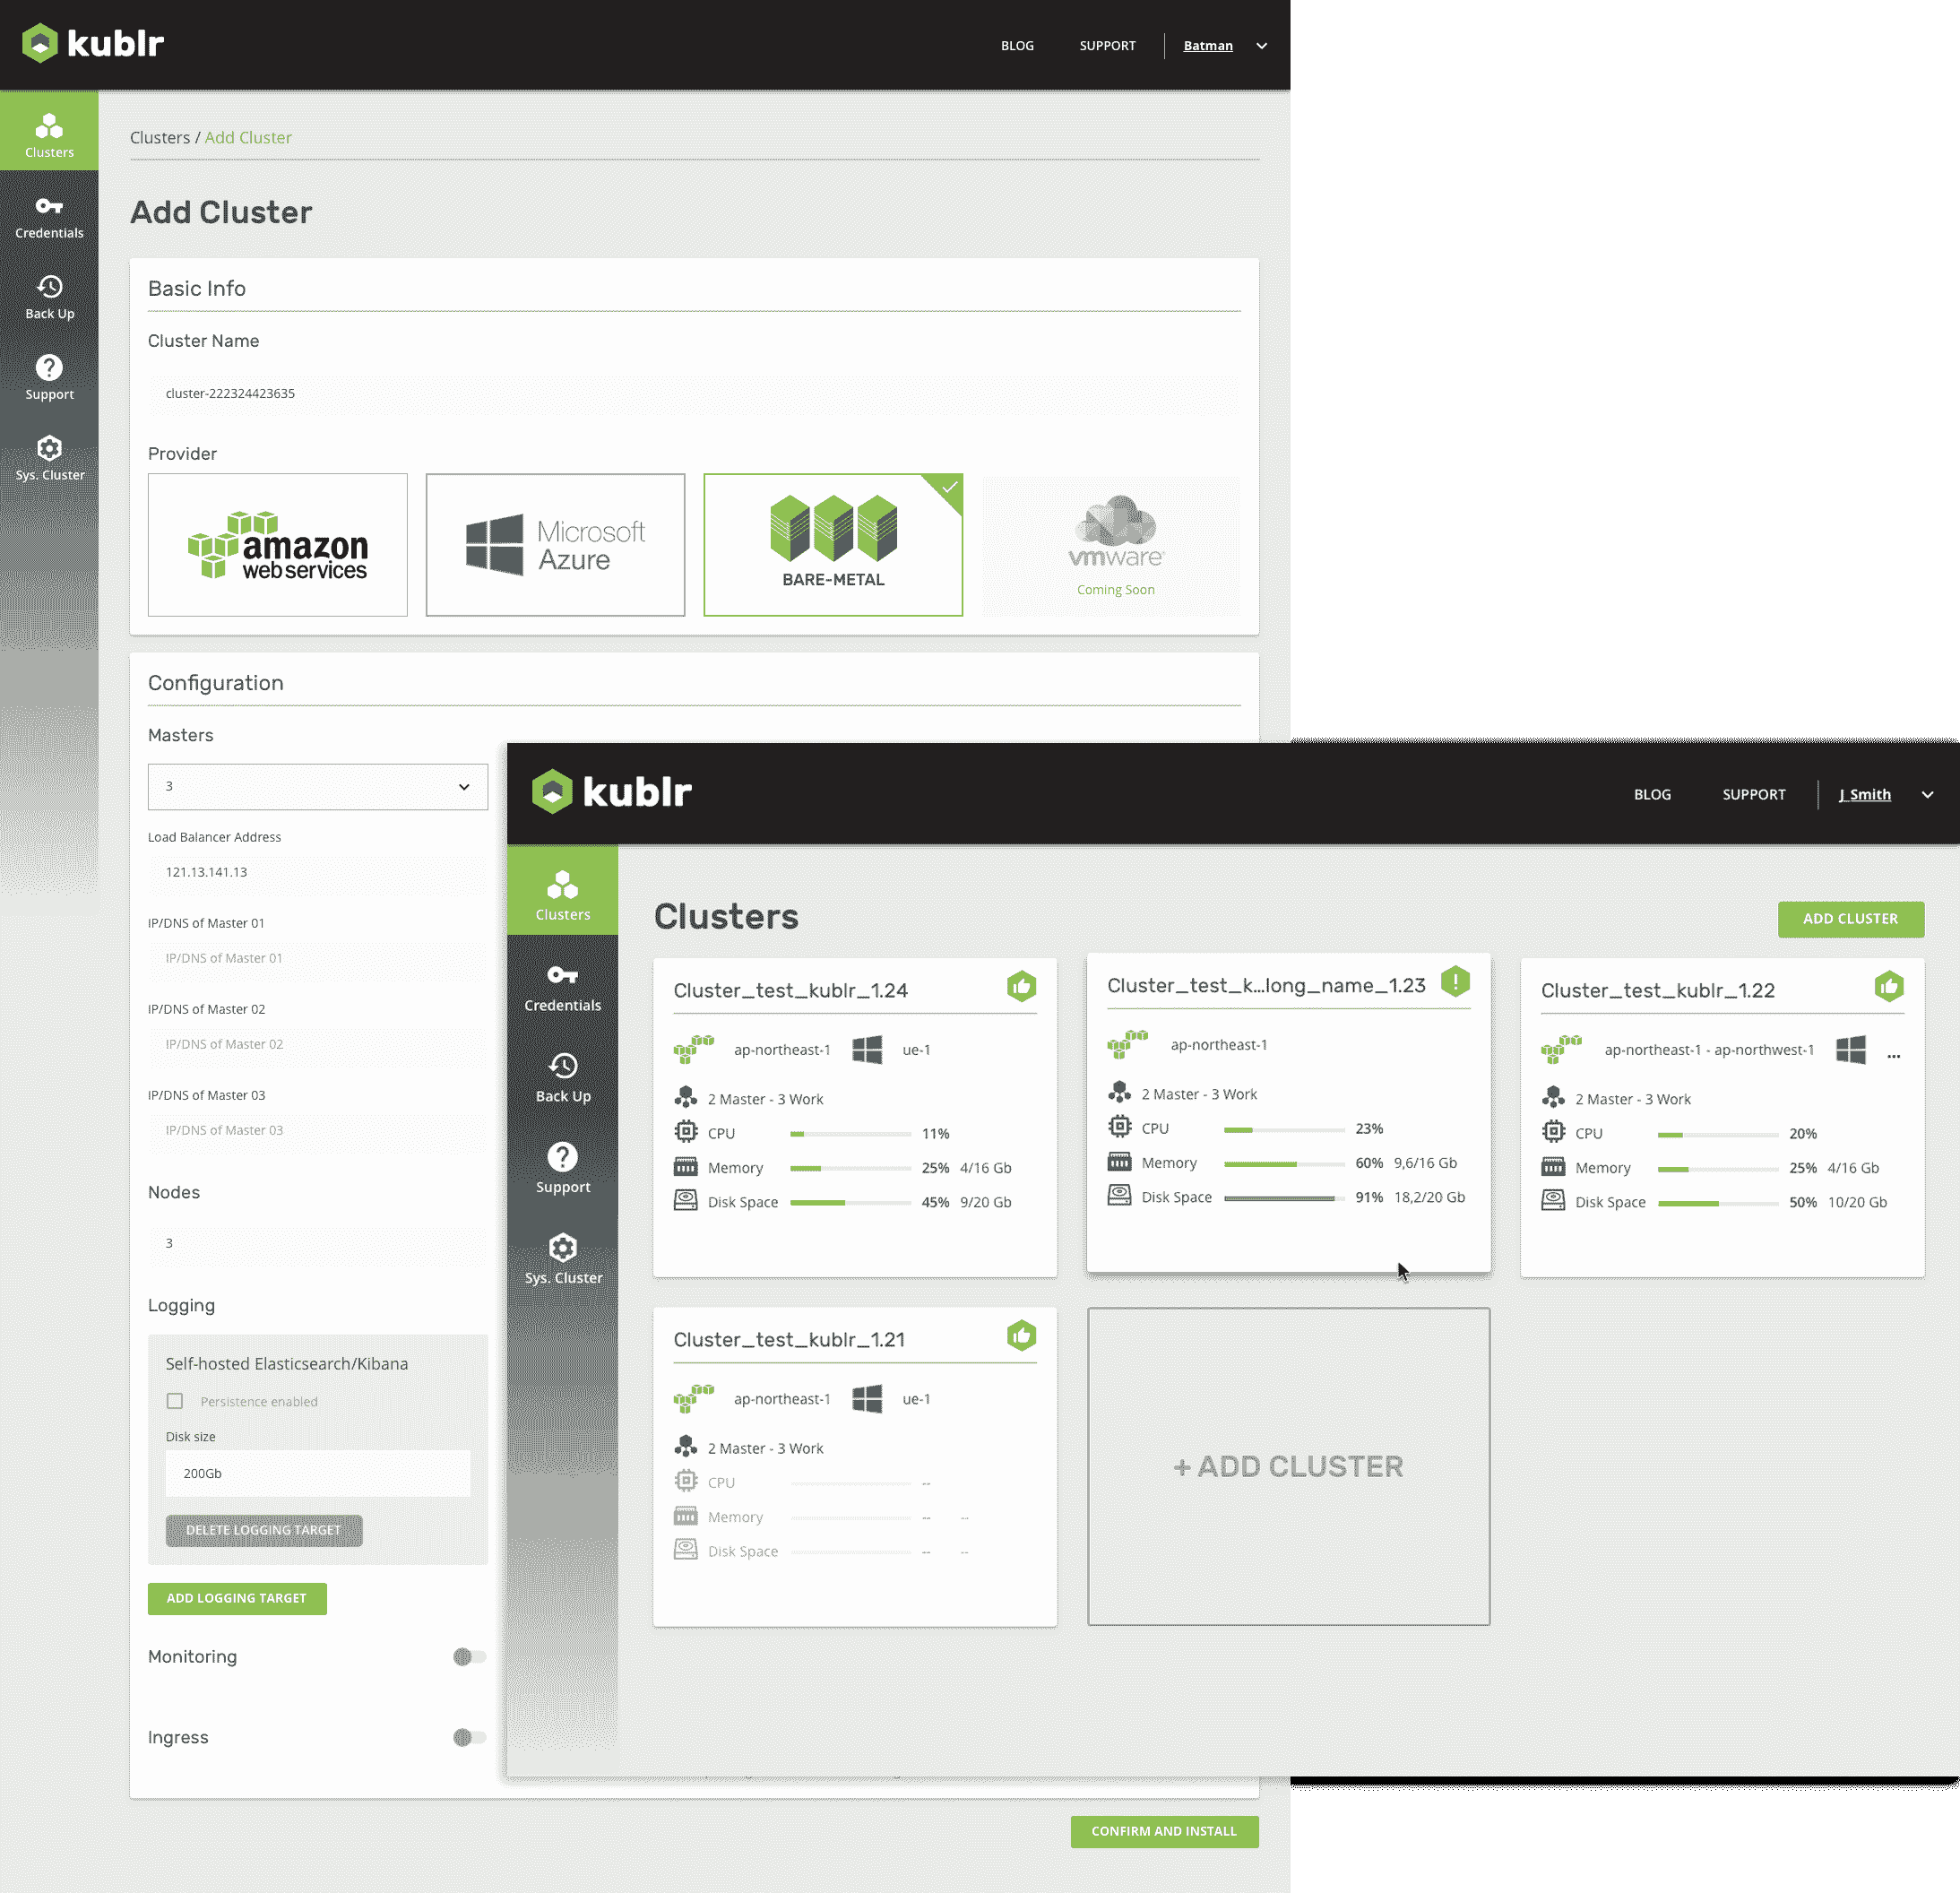 kublr
BLOG SUPPORT Batman
Clusters
Credentials
Back Up
Support
Sys. Cluster
Clusters / Add Cluster
Add Cluster
Basic Info
Cluster Name
cluster-222324423635
Provider
amazon
web services
Microsoft
Azure
BARE-METAL
vmware
Coming Soon
Configuration
Masters
3
Load Balancer Address
121.13.141.13
IP/DNS of Master 01
IP/DNS of Master 01
IP/DNS of Master 02
IP/DNS of Master 02
IP/DNS of Master 03
IP/DNS of Master 03
Nodes
3
Logging
Self-hosted Elasticsearch/Kibana
Persistence enabled
Disk size
200Gb
DELETE LOGGING TARGET
ADD LOGGING TARGET
Monitoring
Ingress
CONFIRM AND INSTALL
kublr
BLOG SUPPORT J_Smith
Clusters
Credentials
Back Up
Support
Sys. Cluster
Clusters
ADD CLUSTER
Cluster_test_kublr_1.24
ap-northeast-1 ue-1
2 Master - 3 Work
CPU 11%
Memory 25% 4/16 Gb
Disk Space 45% 9/20 Gb
Cluster_test_k...long_name_1.23
ap-northeast-1
2 Master - 3 Work
CPU 23%
Memory 60% 9,6/16 Gb
Disk Space 91% 18,2/20 Gb
Cluster_test_kublr_1.22
ap-northeast-1 - ap-northwest-1 ...
2 Master - 3 Work
CPU 20%
Memory 25% 4/16 Gb
Disk Space 50% 10/20 Gb
Cluster_test_kublr_1.21
ap-northeast-1 ue-1
2 Master - 3 Work
CPU --
Memory -- --
Disk Space -- --
+ ADD CLUSTER